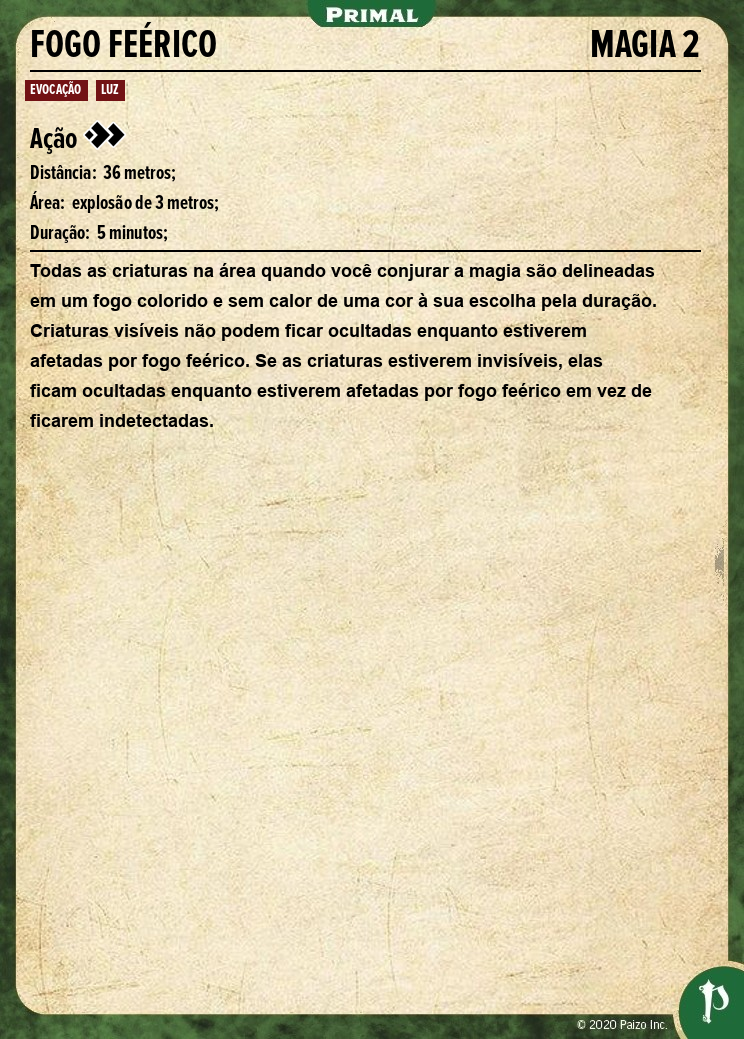 PRIMAL
FOGO FEÉRICO MAGIA 2
EVOCAÇÃO LUZ
Ação
Distância: 36 metros;
Área: explosão de 3 metros;
Duração: 5 minutos;
Todas as criaturas na área quando você conjurar a magia são delineadas
em um fogo colorido e sem calor de uma cor à sua escolha pela duração.
Criaturas visíveis não podem ficar ocultadas enquanto estiverem
afetadas por fogo feérico. Se as criaturas estiverem invisíveis, elas
ficam ocultadas enquanto estiverem afetadas por fogo feérico em vez de
ficarem indetectadas.
© 2020 Paizo Inc.
P